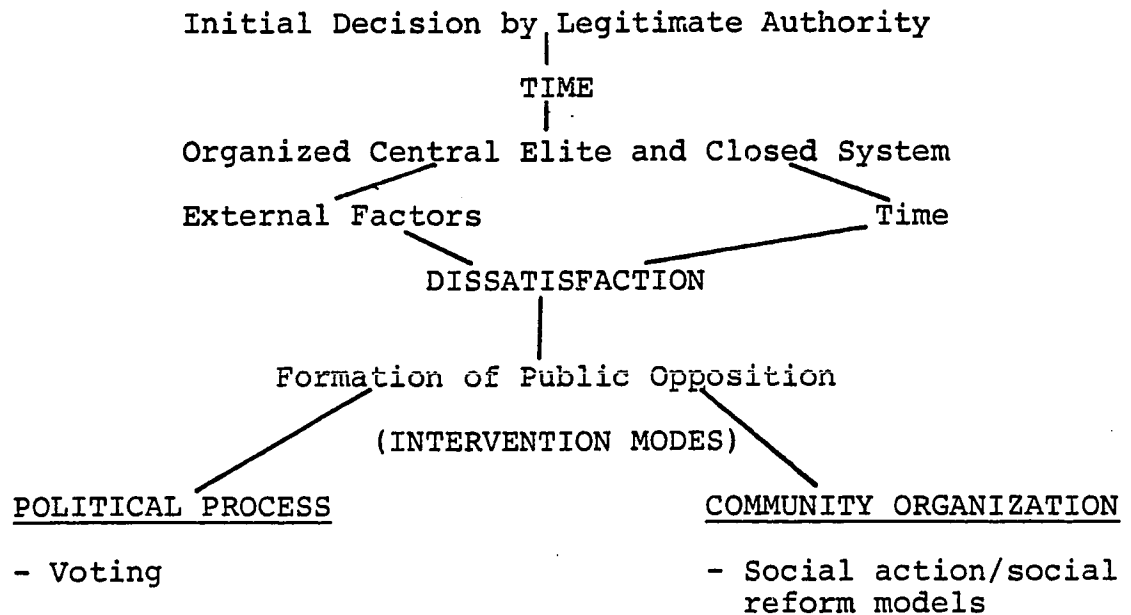 Initial Decision by Legitimate Authority
TIME
Organized Central Elite and Closed System
External Factors
Time
DISSATISFACTION
Formation of Public Opposition
(INTERVENTION MODES)
POLITICAL PROCESS
COMMUNITY ORGANIZATION
- Voting
- Social action/social
reform models